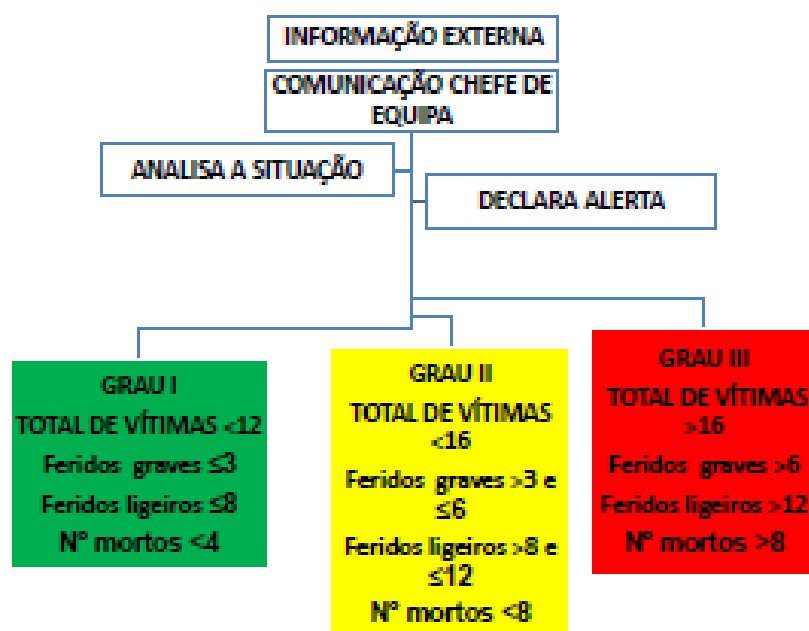 INFORMAÇÃO EXTERNA
COMUNICAÇÃO CHEFE DE
EQUIPA
ANALISA A SITUAÇÃO
DECLARA ALERTA
GRAU I
TOTAL DE VÍTIMAS <12
Feridos graves ≤3
Feridos ligeiros ≤8
Nº mortos <4
GRAU II
TOTAL DE VÍTIMAS
<16
Feridos graves >3 e
≤6
Feridos ligeiros >8 e
≤12
Nº mortos <8
GRAU III
TOTAL DE VÍTIMAS
>16
Feridos graves >6
Feridos ligeiros >12
Nº mortos >8